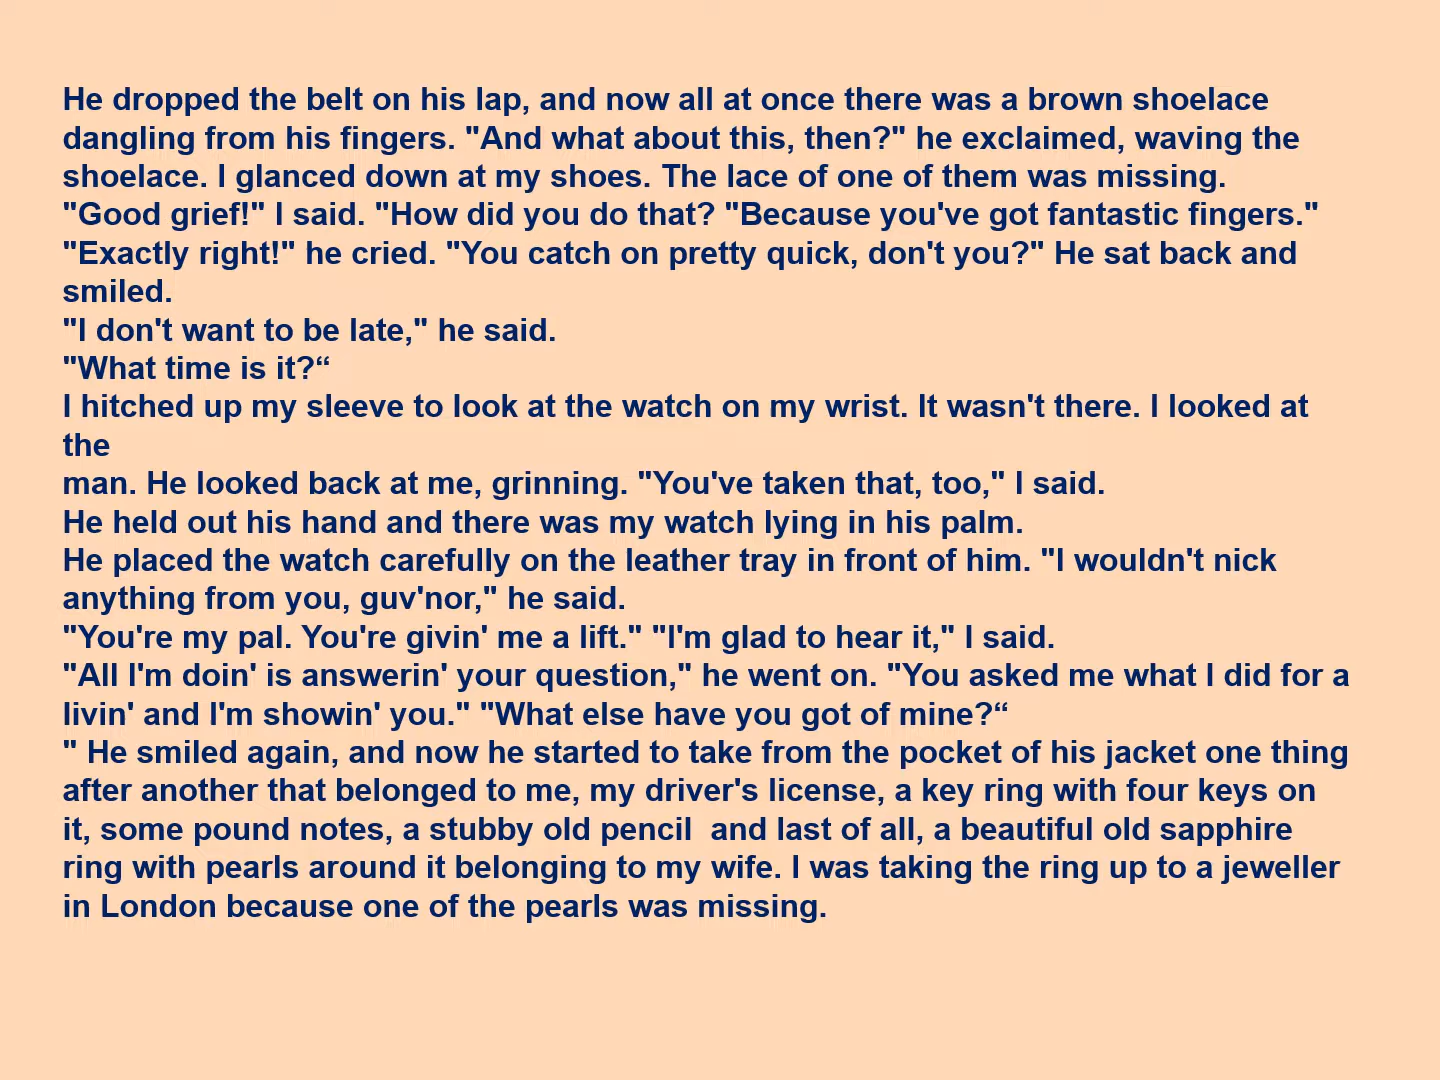 He dropped the belt on his lap, and now all at once there was a brown shoelace
dangling from his fingers. "And what about this, then?" he exclaimed, waving the
shoelace. I glanced down at my shoes. The lace of one of them was missing.
"Good grief!" I said. "How did you do that? "Because you've got fantastic fingers."
"Exactly right!" he cried. "You catch on pretty quick, don't you?" He sat back and
smiled.
"I don't want to be late," he said.
"What time is it?“
I hitched up my sleeve to look at the watch on my wrist. It wasn't there. I looked at
the
man. He looked back at me, grinning. "You've taken that, too," I said.
He held out his hand and there was my watch lying in his palm.
He placed the watch carefully on the leather tray in front of him. "I wouldn't nick
anything from you, guv'nor," he said.
"You're my pal. You're givin' me a lift." "I'm glad to hear it," I said.
"All I'm doin' is answerin' your question," he went on. "You asked me what I did for a
livin' and I'm showin' you." "What else have you got of mine?“
" He smiled again, and now he started to take from the pocket of his jacket one thing
after another that belonged to me, my driver's license, a key ring with four keys on
it, some pound notes, a stubby old pencil  and last of all, a beautiful old sapphire
ring with pearls around it belonging to my wife. I was taking the ring up to a jeweller
in London because one of the pearls was missing.